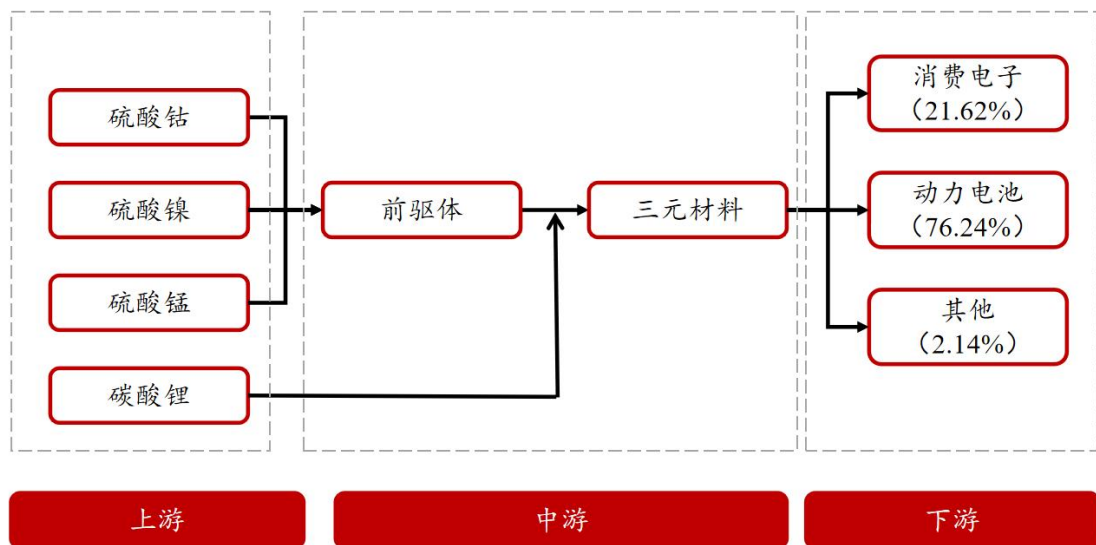 硫酸钴
硫酸镍
硫酸锰
碳酸锂
前驱体
三元材料
消费电子
（21.62%）
动力电池
（76.24%）
其他
（2.14%）
上游
中游
下游